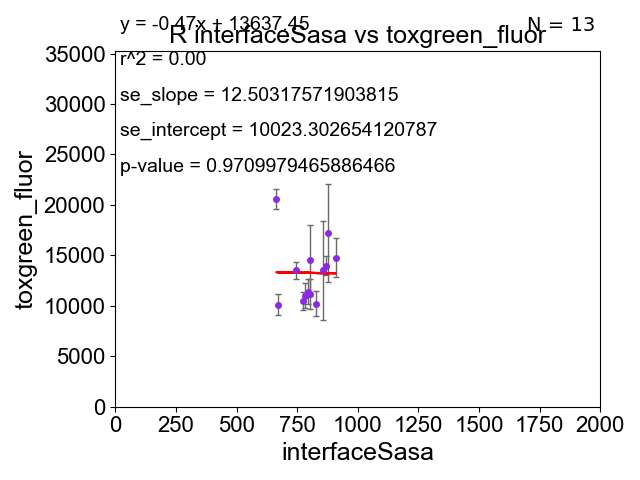 y = -0.47x + 13637.45
N = 13
R interfaceSasa vs toxgreen_fluor
r^2 = 0.00
se_slope = 12.50317571903815
se_intercept = 10023.302654120787
p-value = 0.9709979465886466
toxgreen_fluor
35000
30000
25000
20000
15000
10000
5000
0
0 250 500 750 1000 1250 1500 1750 2000
interfaceSasa